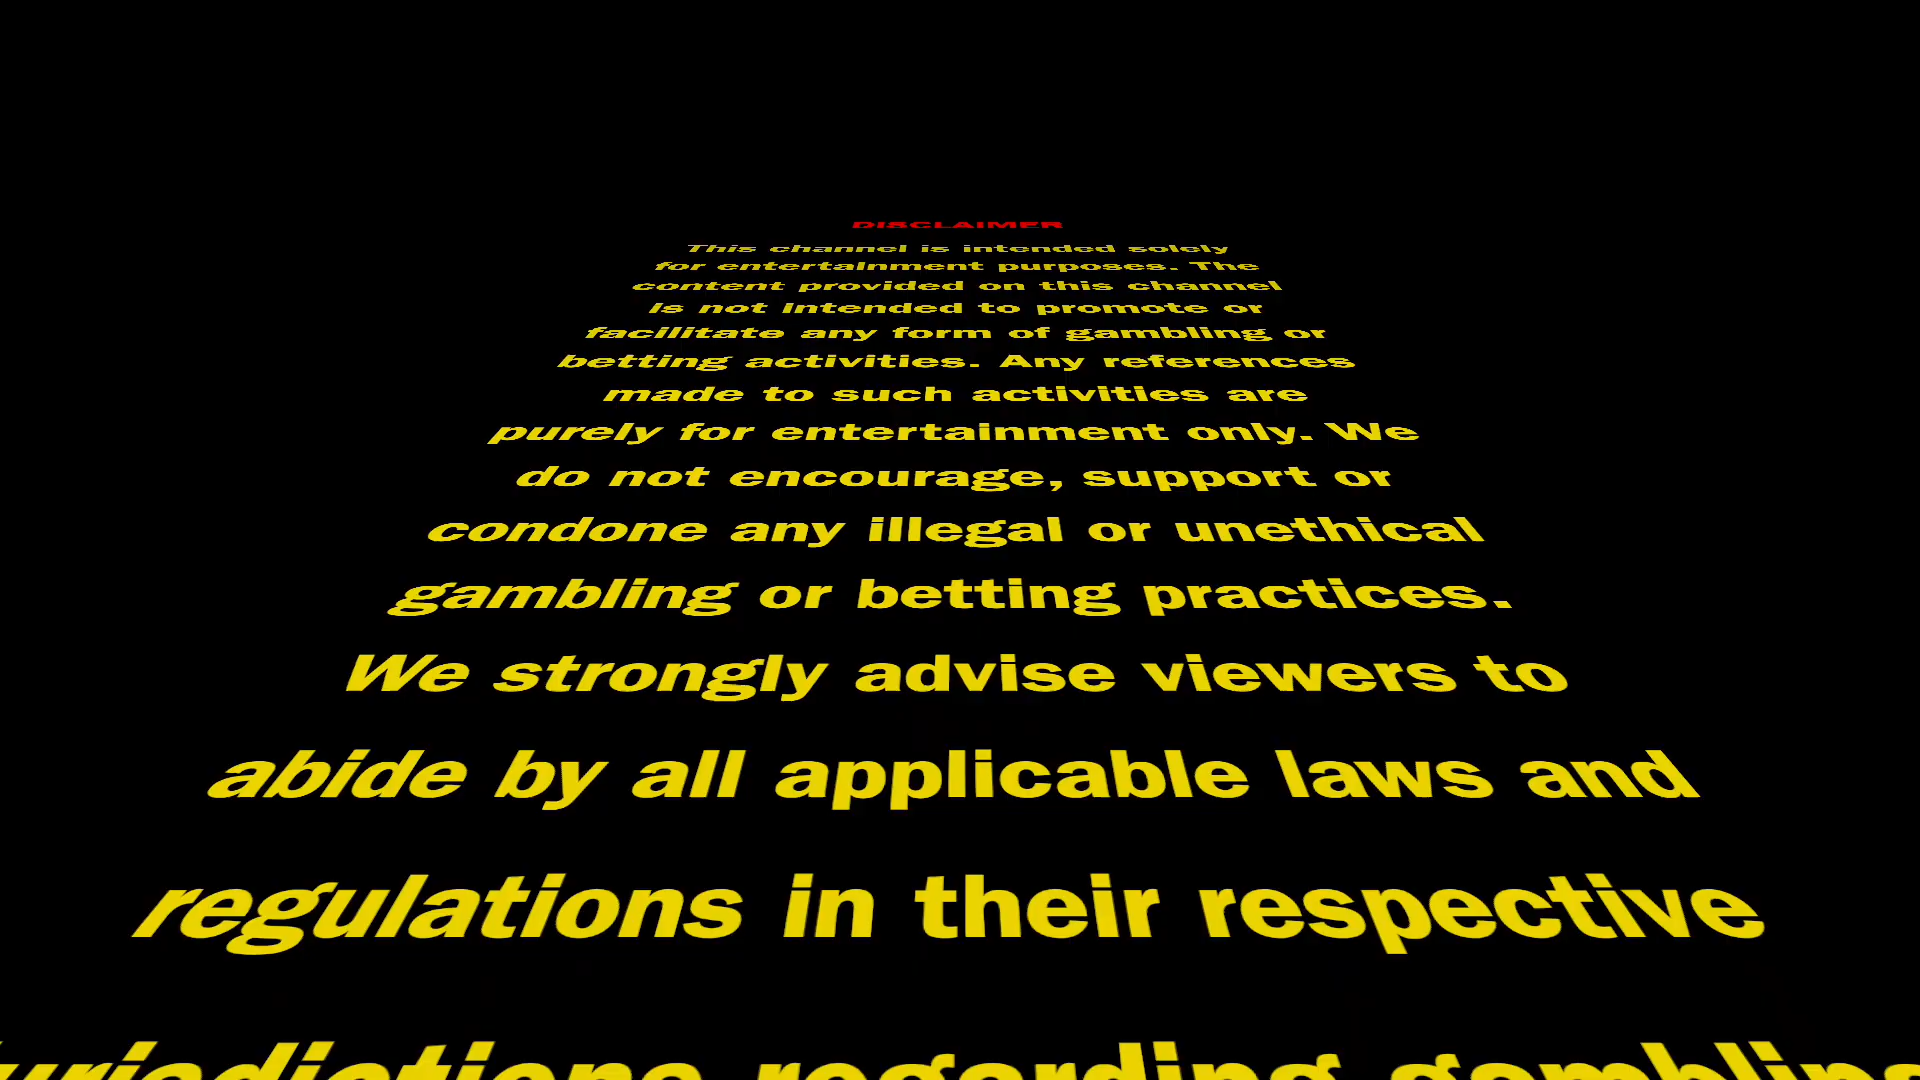 DISCLAIMER
This channel is intended solely
for entertainment purposes. The
content provided on this channel
is not intended to promote or
facilitate any form of gambling or
betting activities. Any references
made to such activities are
purely for entertainment only. We
do not encourage, support or
condone any illegal or unethical
gambling or betting practices.
We strongly advise viewers to
abide by all applicable laws and
regulations in their respective
jurisdictions regarding gambling